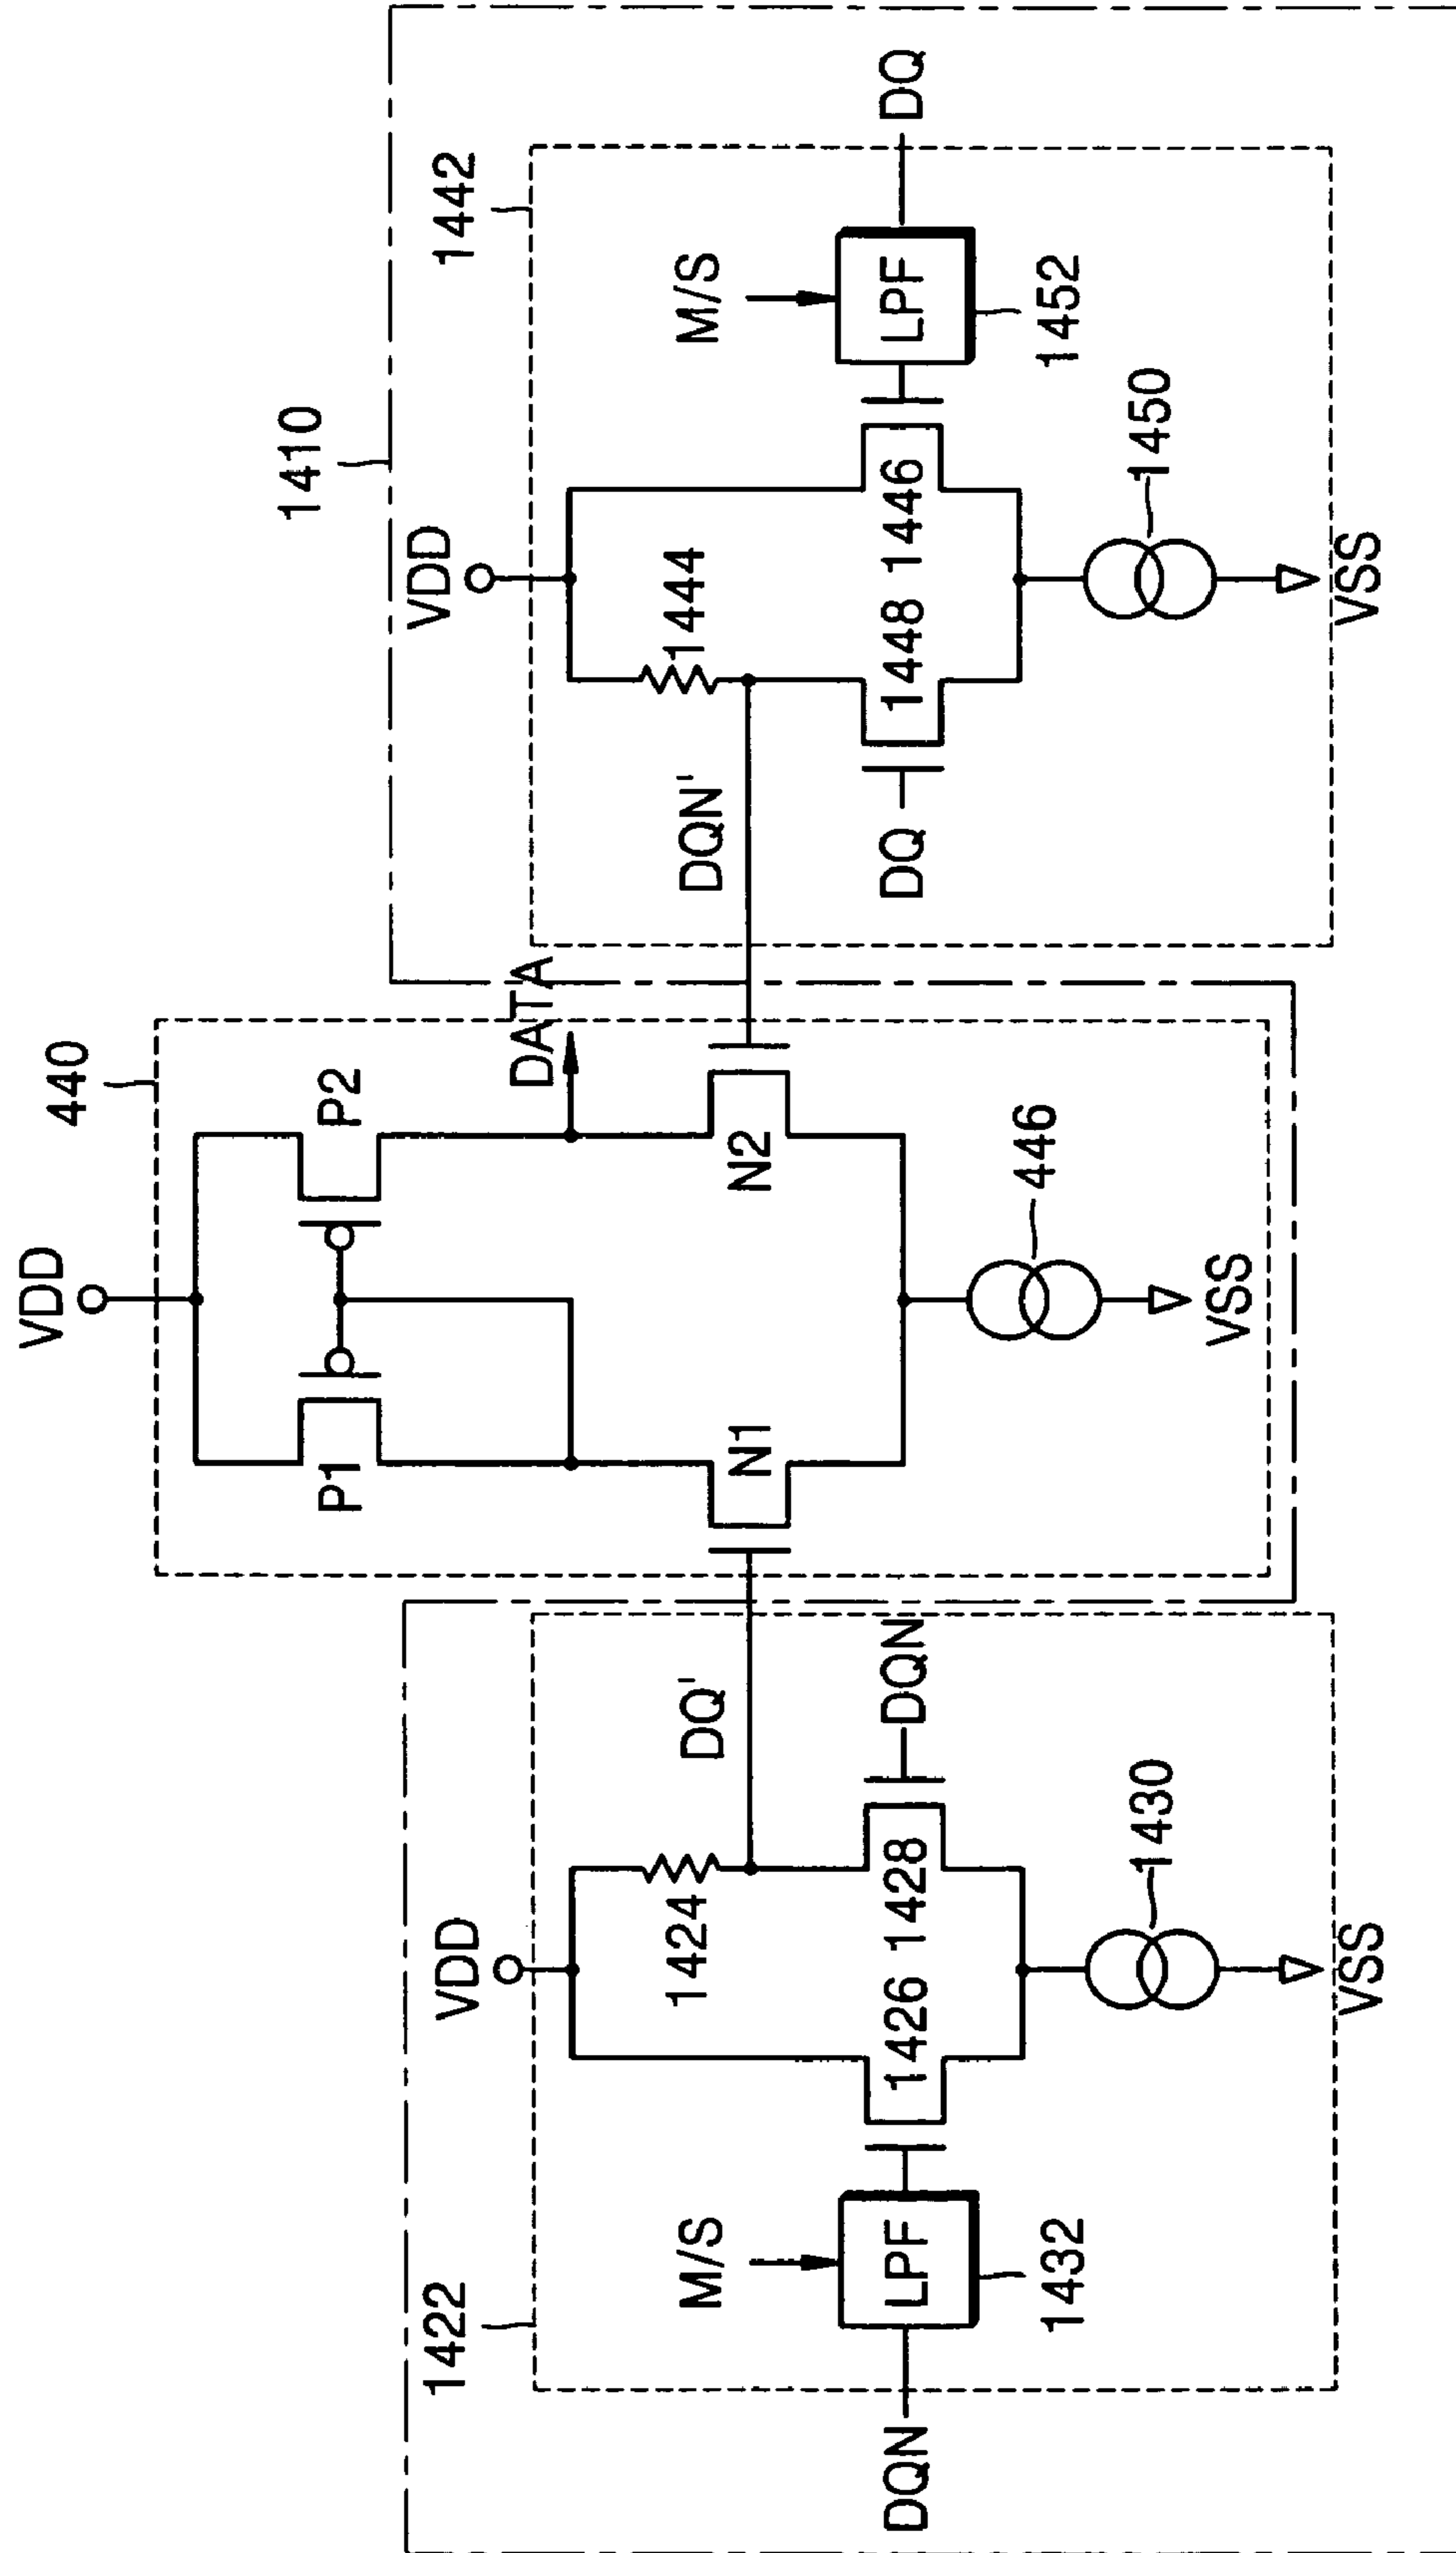 VDD
440
1410
VDD
VDD
1422
1442
P1
P2
DATA
M/S
1424
DQ'
N1
N2
DQN'
1444
M/S
DQN
LPF
1426
1428
DQN
DQ
1448
1446
LPF
DQ
1432
1430
446
1450
1452
VSS
VSS
VSS